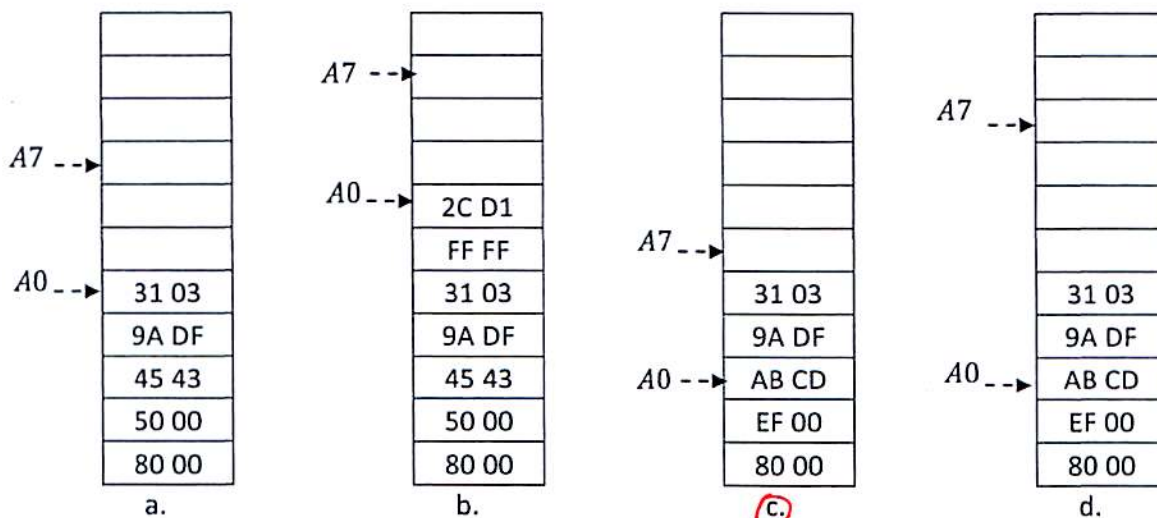 A7
A0
31 03
9A DF
45 43
50 00
80 00
a.
A7
A0
2C D1
FF FF
31 03
9A DF
45 43
50 00
80 00
b.
A7
A0
31 03
9A DF
AB CD
EF 00
80 00
c.
A7
A0
31 03
9A DF
AB CD
EF 00
80 00
d.